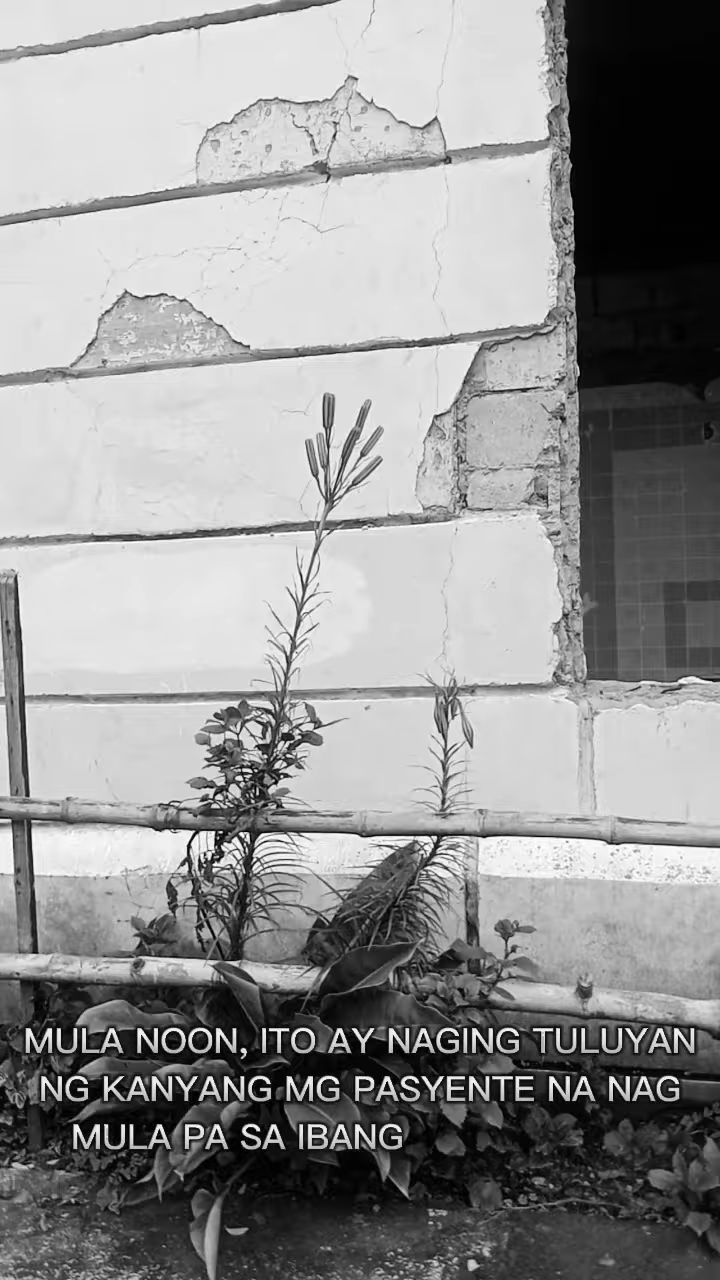 MULA NOON, ITO AY NAGING TULUYAN
NG KANYANG MG PASYENTE NA NAG
MULA PA SA IBANG